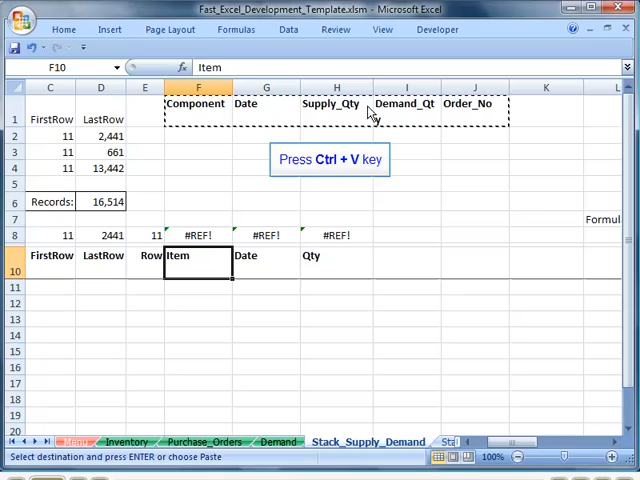 Fast_Excel_Development_Template.xlsm - Microsoft Excel
Home Insert Formulas Data Review View Developer
F10 fx Item
C D E F G H I J K L
1 FirstRow LastRow Component Date Supply_Qty Demand_Qt
y Order_No
2 11 2,441
3 11 661
4 11 13,442
Press Ctrl + V key
5
6 Records: 16,514
7 Formul
8 11 2441 11 #REF! #REF! #REF!
10 FirstRow LastRow Row Item Date Qty
11
12
13
14
15
16
17
18
19
20
Menu Inventory Purchase_Orders Demand Stack_Supply_Demand Sta
Select destination and press ENTER or choose Paste 100%